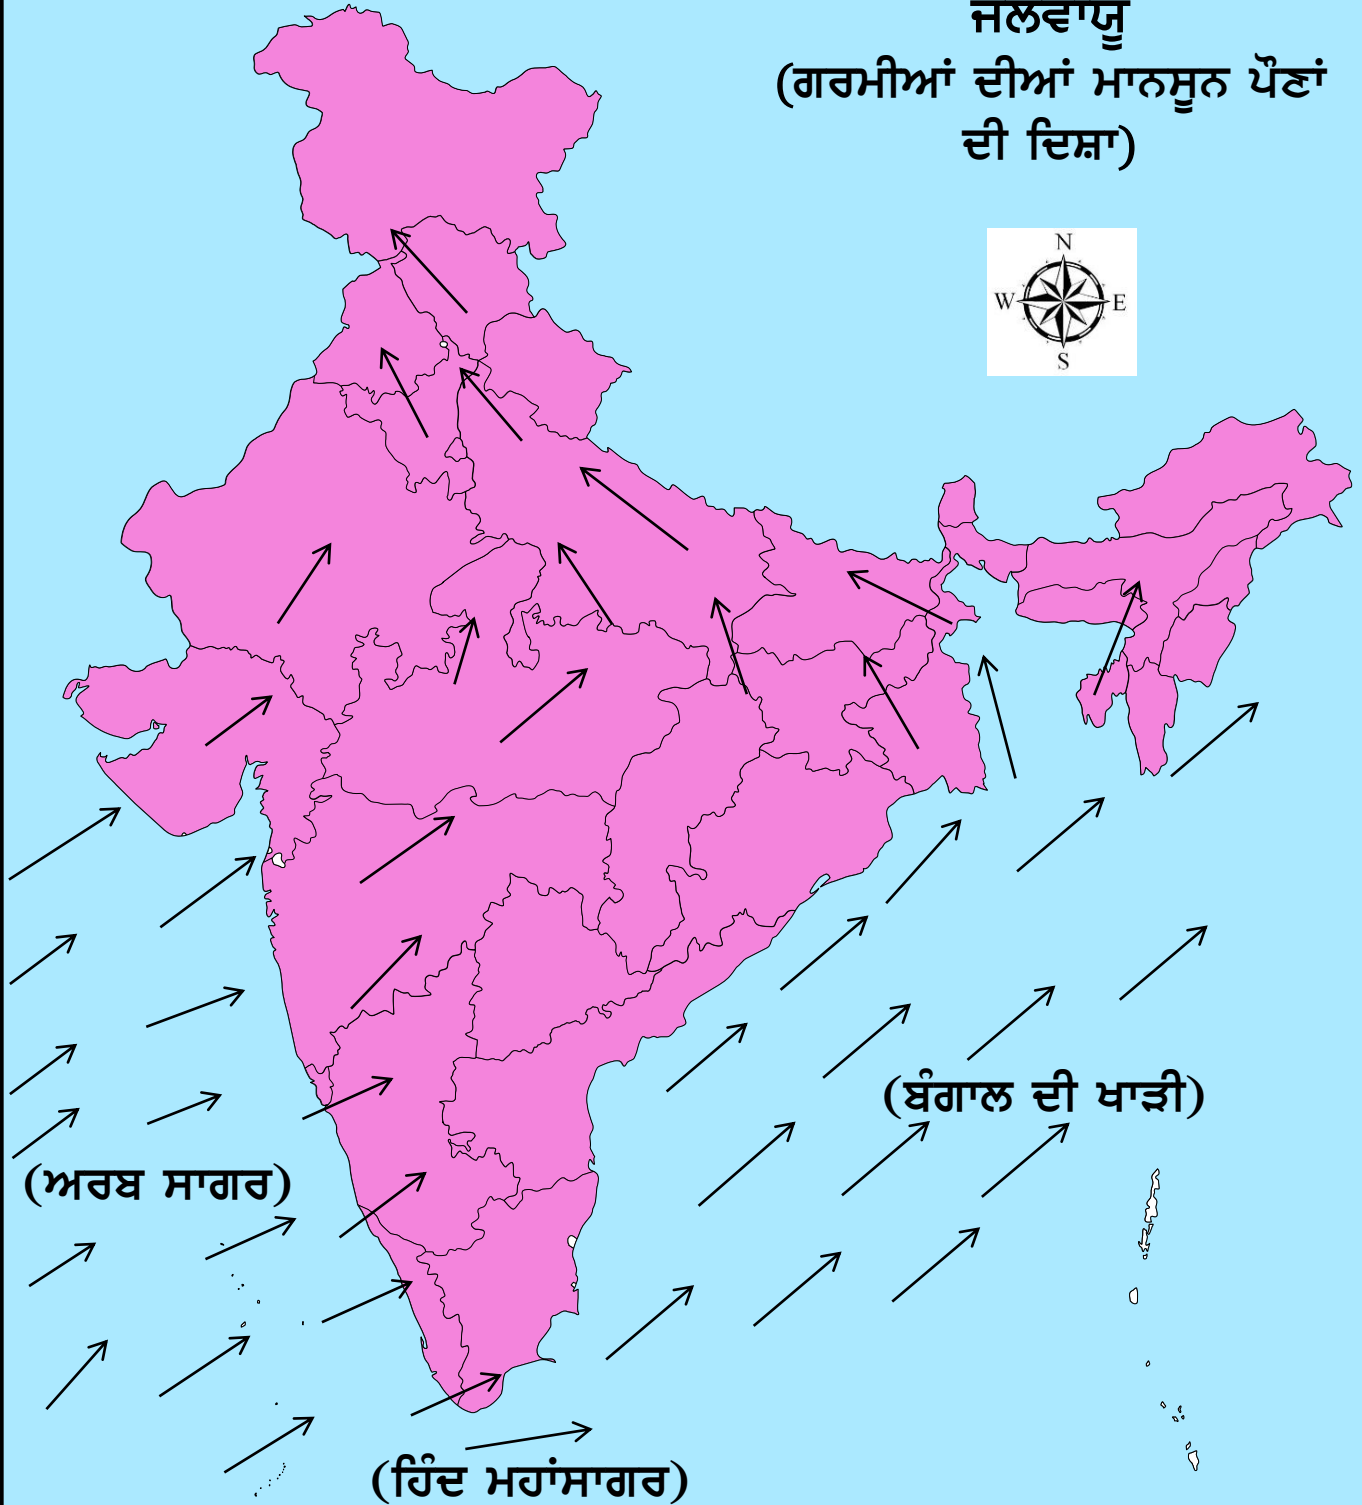 ਜਲਵਾਯੂ
(ਗਰਮੀਆਂ ਦੀਆਂ ਮਾਨਸੂਨ ਪੌਣਾਂ
ਦੀ ਦਿਸ਼ਾ)
N
W E
S
(ਬੰਗਾਲ ਦੀ ਖਾੜੀ)
(ਅਰਬ ਸਾਗਰ)
(ਹਿੰਦ ਮਹਾਂਸਾਗਰ)